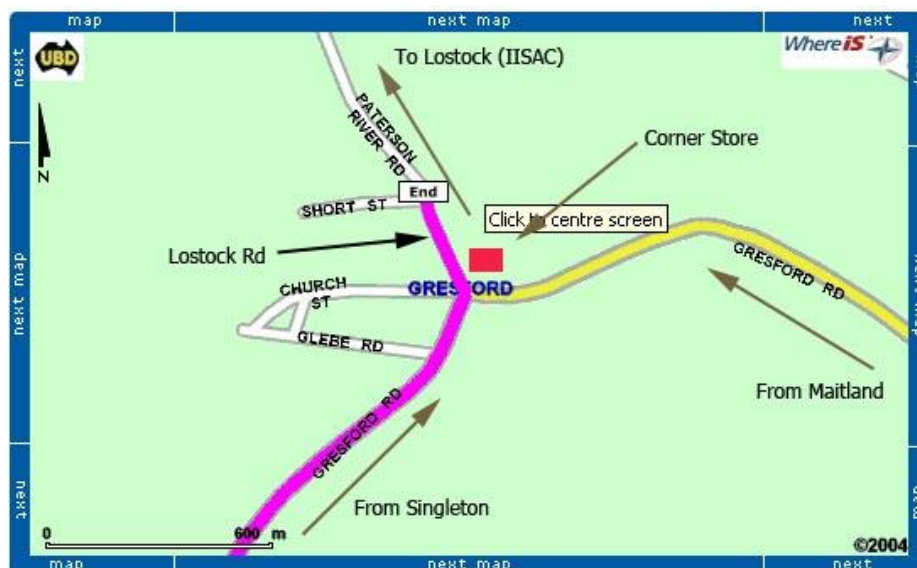 map
next map
next
next
next
UBD
WhereiS
To Lostock (IISAC)
PATERSON
RIVER RD
Corner Store
N
End
SHORT ST
Click to centre screen
Lostock Rd
GRESFORD RD
next map
CHURCH
ST
GRESFORD
GLEBE RD
From Maitland
GRESFORD RD
From Singleton
next
0
600 m
©2004
map
next map
next